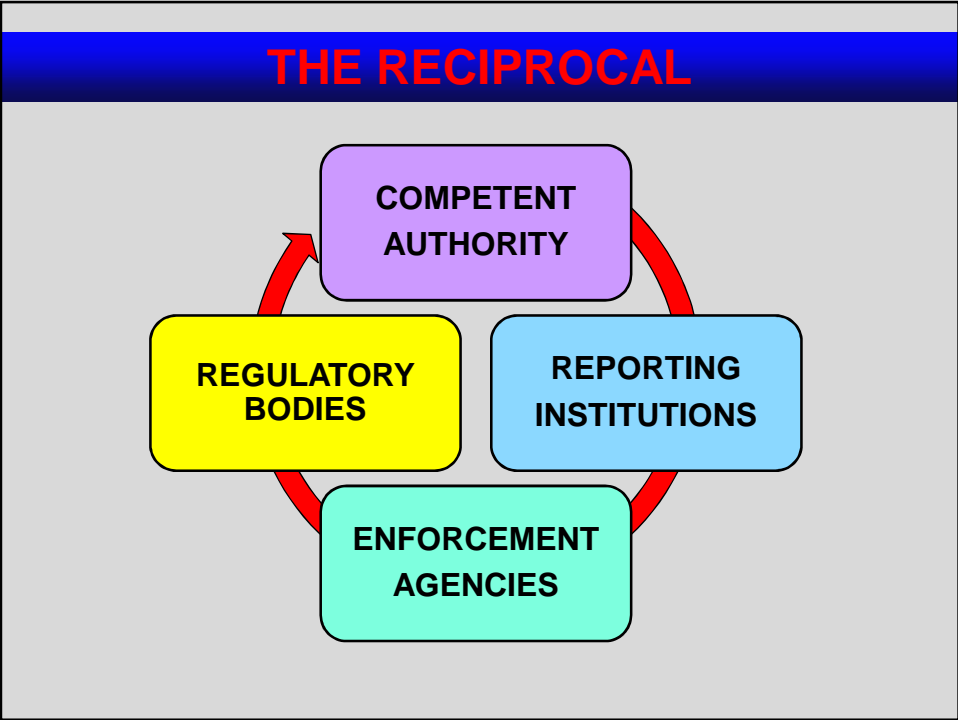 THE RECIPROCAL
COMPETENT
AUTHORITY
REGULATORY
BODIES
REPORTING
INSTITUTIONS
ENFORCEMENT
AGENCIES